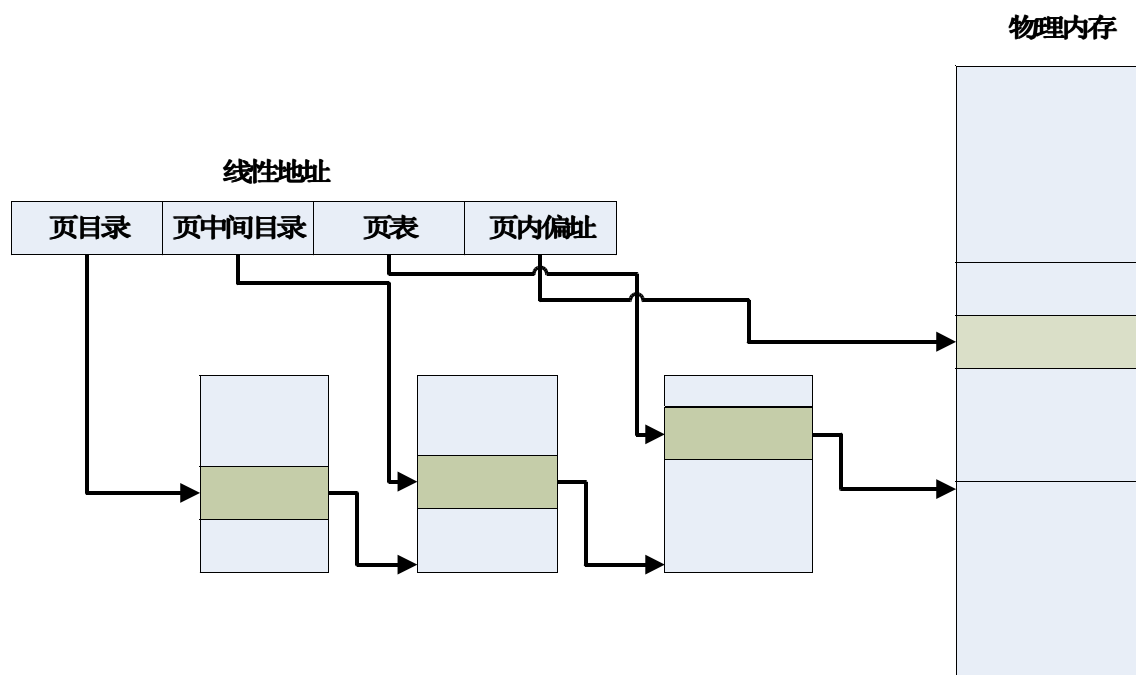 物理内存
线性地址
页目录
页中间目录
页表
页内偏址